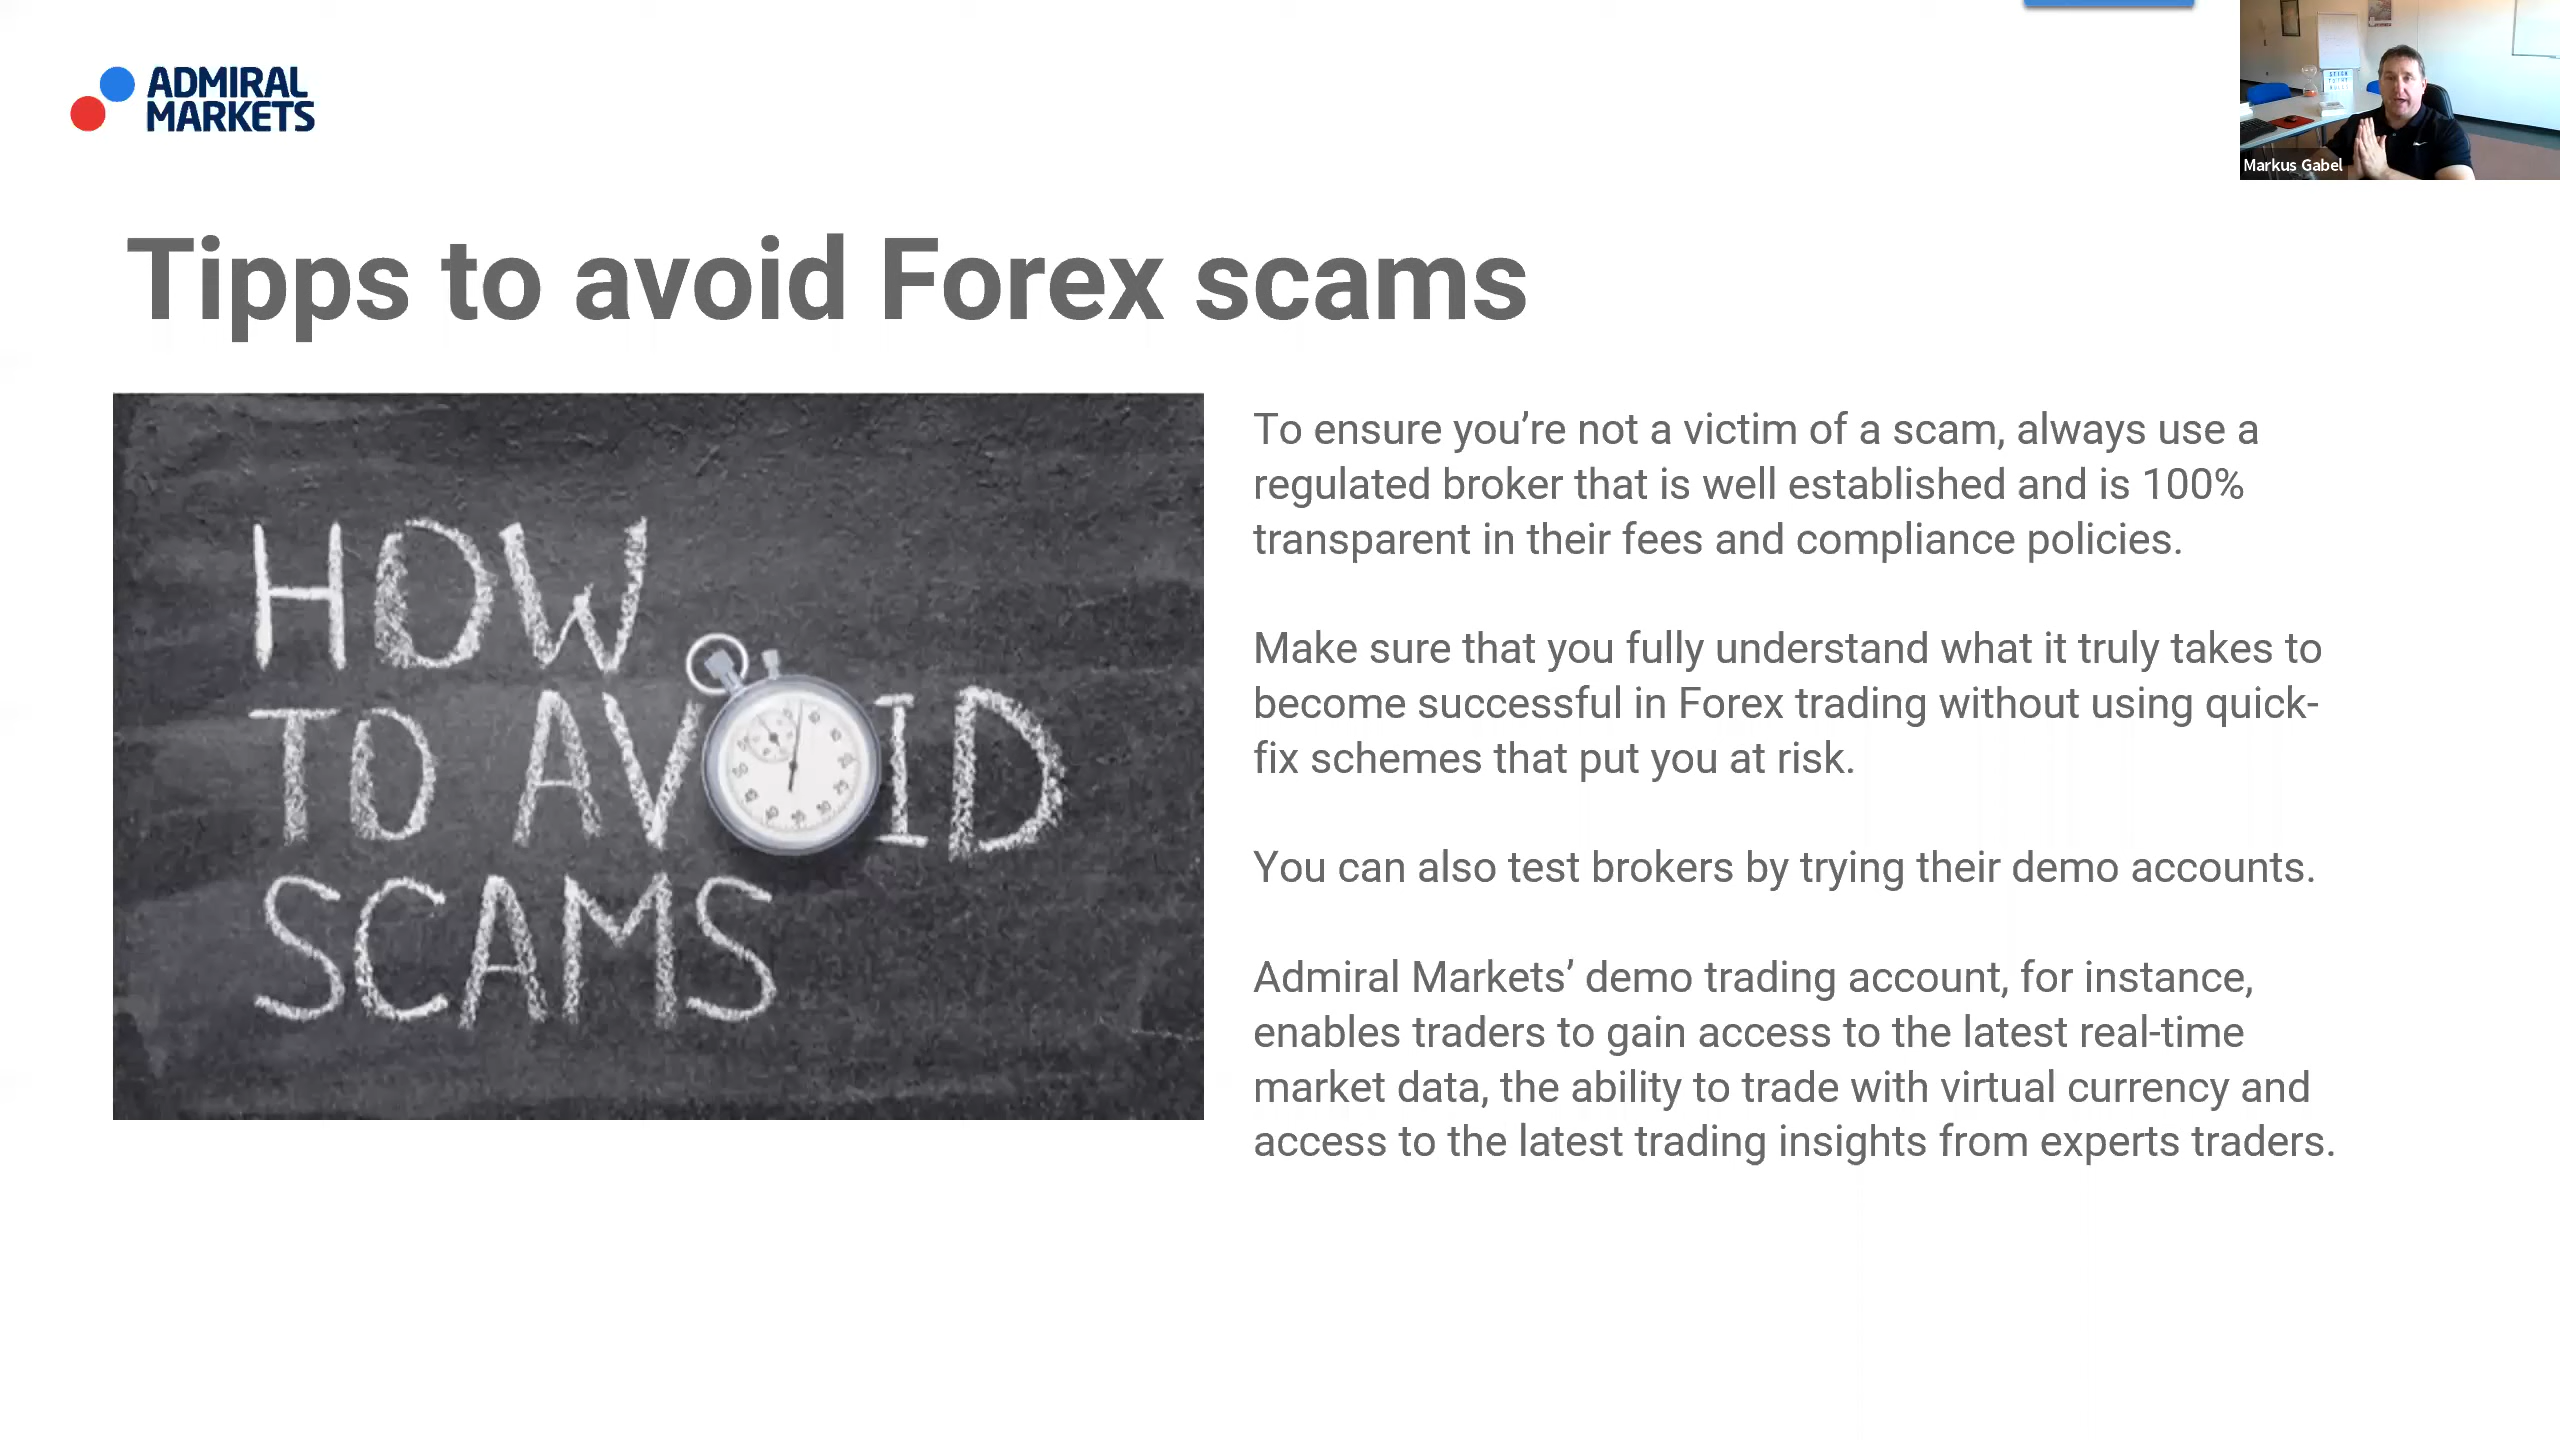 ADMIRAL
MARKETS
Markus Gabel
Tipps to avoid Forex scams
HOW
TO AVOID
SCAMS
To ensure you’re not a victim of a scam, always use a
regulated broker that is well established and is 100%
transparent in their fees and compliance policies.
Make sure that you fully understand what it truly takes to
become successful in Forex trading without using quick-
fix schemes that put you at risk.
You can also test brokers by trying their demo accounts.
Admiral Markets’ demo trading account, for instance,
enables traders to gain access to the latest real-time
market data, the ability to trade with virtual currency and
access to the latest trading insights from experts traders.